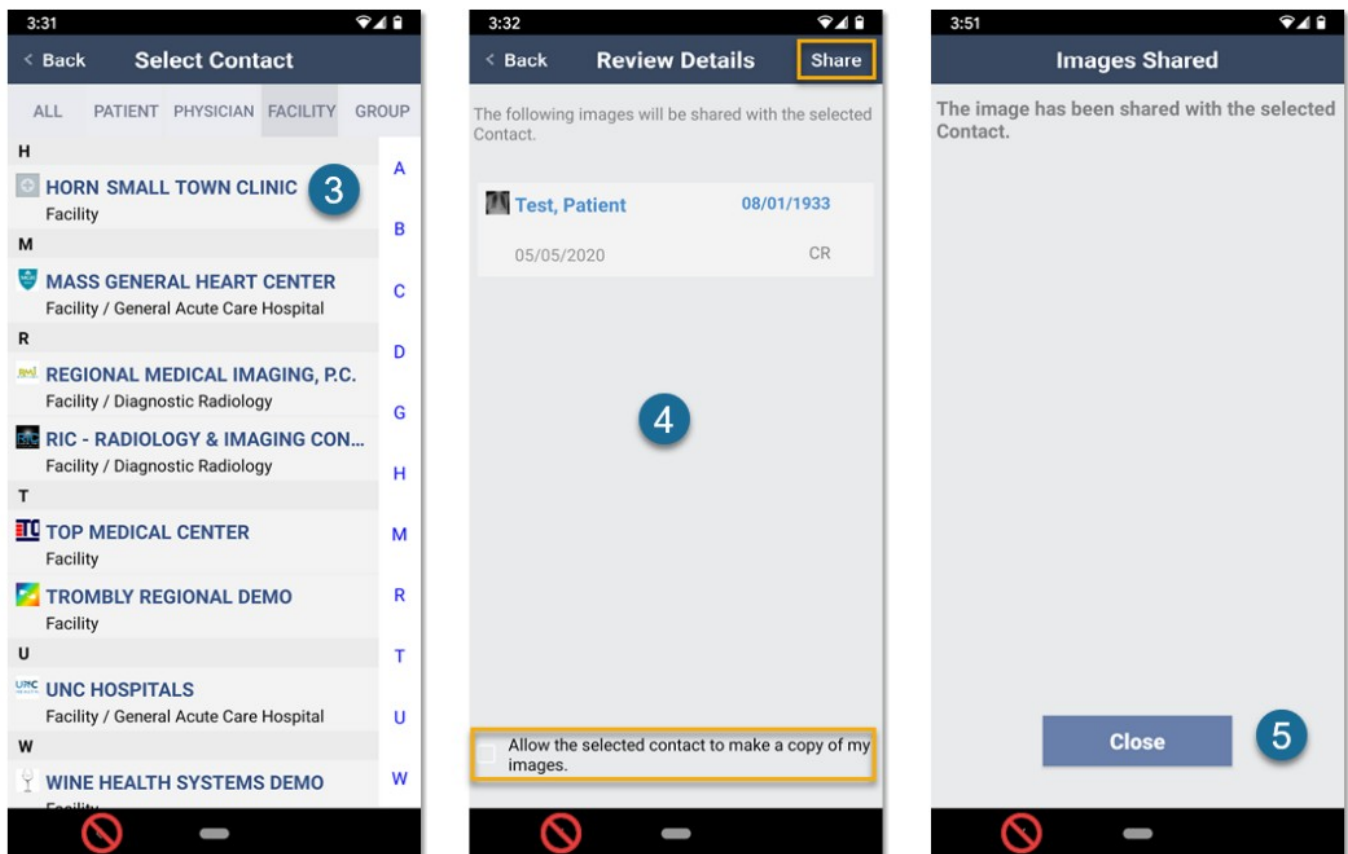 3:31
< Back Select Contact
ALL PATIENT PHYSICIAN FACILITY GROUP
H
HORN SMALL TOWN CLINIC
3
Facility
M
MASS GENERAL HEART CENTER
Facility / General Acute Care Hospital
R
REGIONAL MEDICAL IMAGING, P.C.
Facility / Diagnostic Radiology
RIC - RADIOLOGY & IMAGING CON...
Facility / Diagnostic Radiology
T
TOP MEDICAL CENTER
Facility
TROMBLY REGIONAL DEMO
Facility
U
UNC HOSPITALS
Facility / General Acute Care Hospital
W
WINE HEALTH SYSTEMS DEMO
Facility
A
B
C
D
G
H
M
R
T
U
W
3:32
< Back Review Details Share
The following images will be shared with the selected
Contact.
Test, Patient 08/01/1933
05/05/2020 CR
4
Allow the selected contact to make a copy of my
images.
3:51
Images Shared
The image has been shared with the selected
Contact.
Close
5